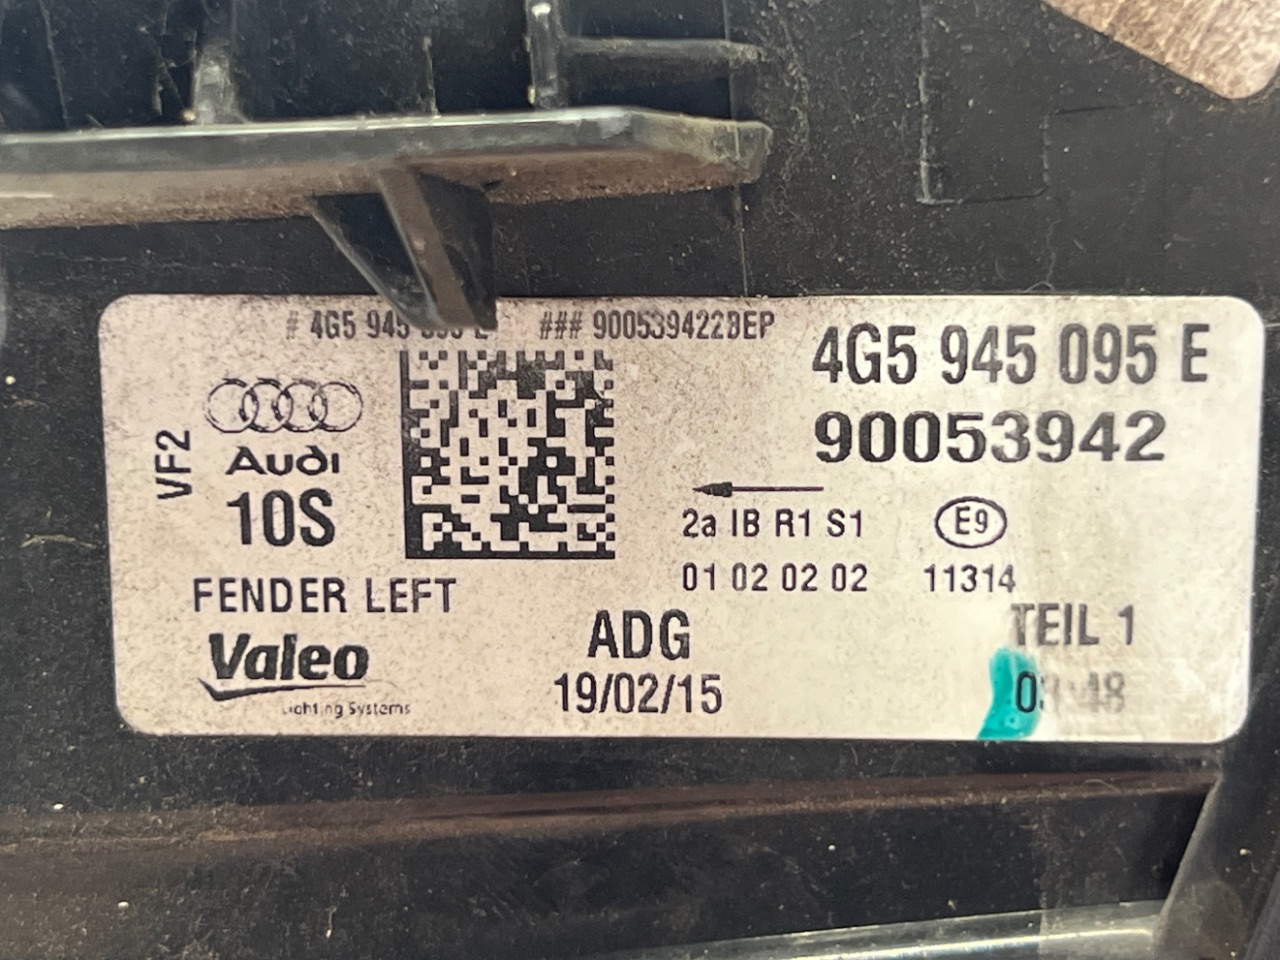 # 4G5 945 095 E ### 90053942
4G5 945 095 E
90053942
VF2
Audi
10S
2a IB R1 S1 E9
01 02 02 02 11314
FENDER LEFT
Valeo
Lighting Systems
ADG
19/02/15
TEIL 1